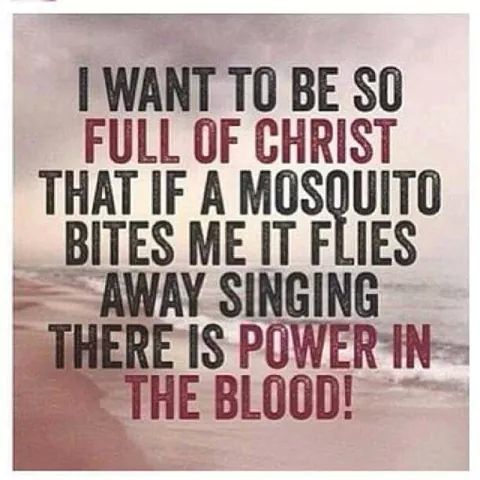 I WANT TO BE SO
FULL OF CHRIST
THAT IF A MOSQUITO
BITES ME IT FLIES
AWAY SINGING
THERE IS POWER IN
THE BLOOD!